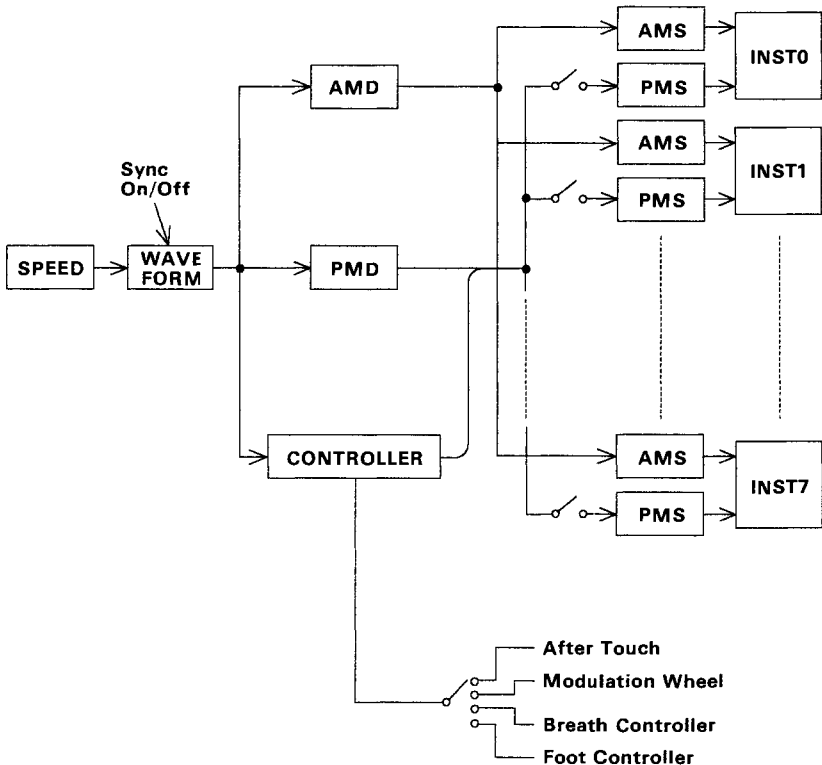 AMS
INST0
PMS
AMD
AMS
INST1
PMS
Sync
On/Off
SPEED
WAVE
FORM
PMD
CONTROLLER
AMS
INST7
PMS
After Touch
Modulation Wheel
Breath Controller
Foot Controller